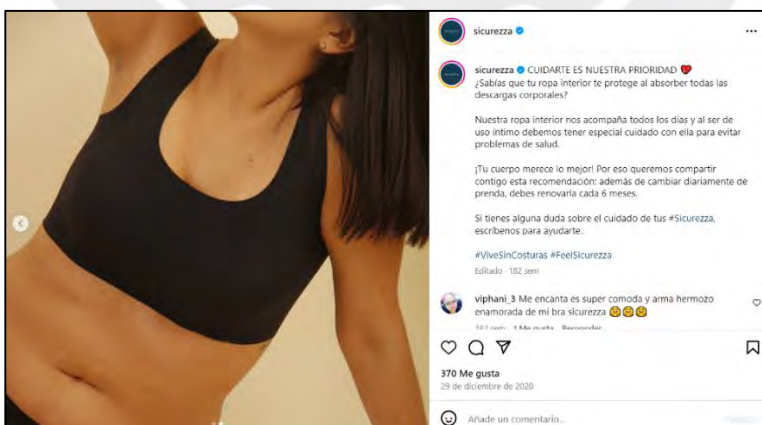 sicurezza
sicurezza CUIDARTE ES NUESTRA PRIORIDAD
¿Sabías que tu ropa interior te protege al absorber todas las
descargas corporales?
Nuestra ropa interior nos acompaña todos los días y al ser de
uso íntimo debemos tener especial cuidado con ella para evitar
problemas de salud.
¡Tu cuerpo merece lo mejor! Por eso queremos compartir
contigo esta recomendación: además de cambiar diariamente de
prenda, debes renovarla cada 6 meses.
Si tienes alguna duda sobre el cuidado de tus #Sicurezza,
escríbenos para ayudarte.
#ViveSinCosturas #FeelSicurezza
Editado · 182 sem
viphani_3 Me encanta es super comoda y arma hermozo
enamorada de mi bra sicurezza
1 Me gusta Responder
370 Me gusta
29 de diciembre de 2020
Añade un comentario...